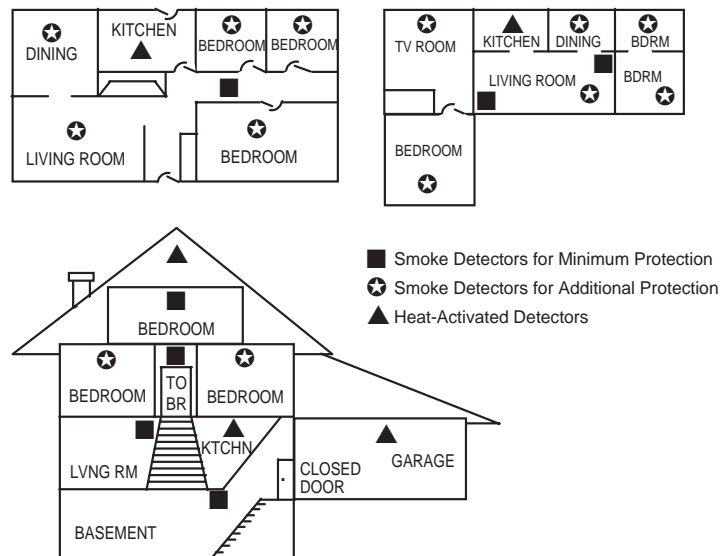 KITCHEN
DINING
BEDROOM
BEDROOM
LIVING ROOM
BEDROOM
TV ROOM
KITCHEN
DINING
BDRM
LIVING ROOM
BDRM
BEDROOM
Smoke Detectors for Minimum Protection
Smoke Detectors for Additional Protection
Heat-Activated Detectors
BEDROOM
BEDROOM
TO
BR
BEDROOM
LVNG RM
KTCHN
CLOSED
DOOR
GARAGE
BASEMENT